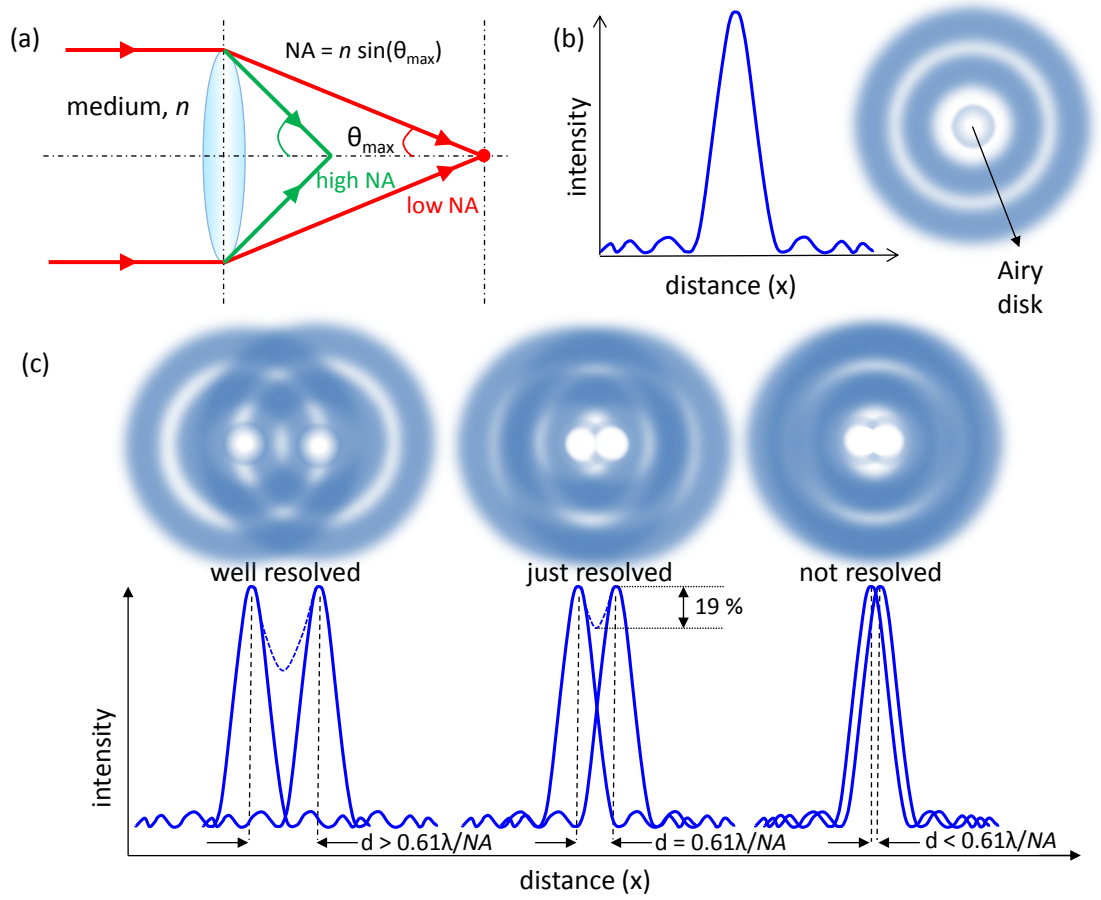 (a)
NA = n sin(θmax)
medium, n
θmax
high NA
low NA
(b)
intensity
distance (x)
Airy
disk
(c)
well resolved
just resolved
not resolved
19 %
intensity
d > 0.61λ/NA
d = 0.61λ/NA
d < 0.61λ/NA
distance (x)